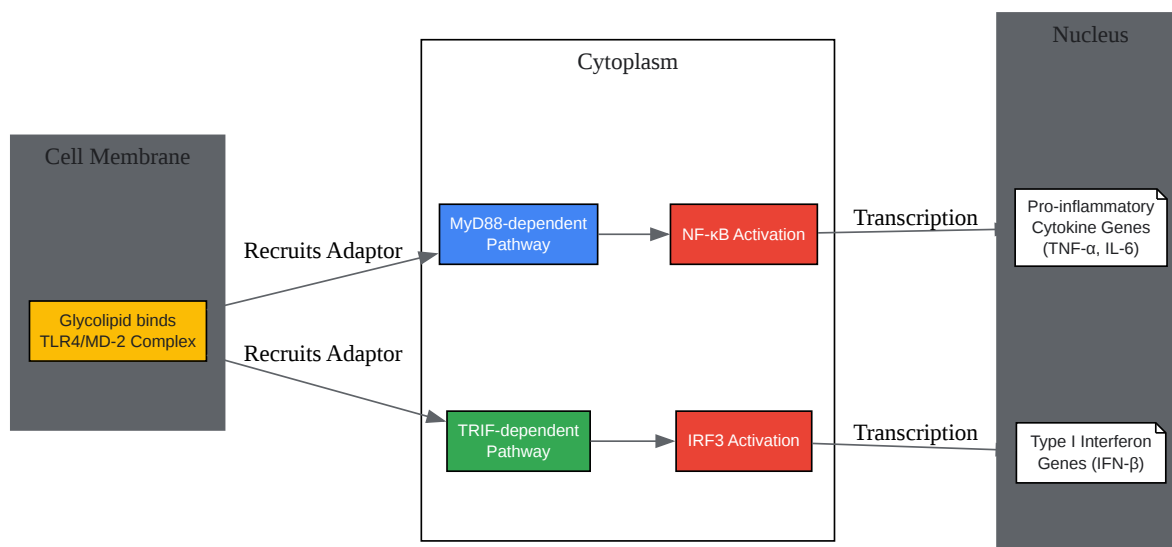 Nucleus
Cytoplasm
Cell Membrane
MyD88-dependent
Pathway
NF-κB Activation
Transcription
Pro-inflammatory
Cytokine Genes
(TNF-α, IL-6)
Recruits Adaptor
Glycolipid binds
TLR4/MD-2 Complex
Recruits Adaptor
TRIF-dependent
Pathway
IRF3 Activation
Transcription
Type I Interferon
Genes (IFN-β)